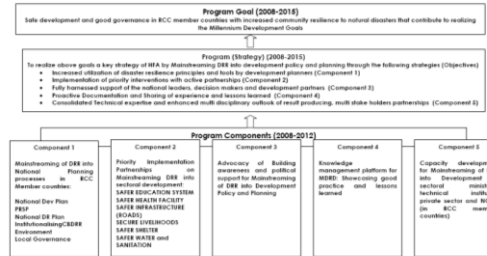 Program Goal (2008-2015)
Safe development and good governance in RCC member countries with increased community resilience to natural disasters that contribute to realizing
the Millennium Development Goals
Program (Strategy) (2008-2015)
To realize above goals a key strategy of HFA by Mainstreaming DRR into development policy and planning through the following strategies (Objectives)
• Increased utilization of disaster resilience principles and tools by development planners (Component 1)
• Implementation of priority interventions with active partnerships (Component 2)
• Fully harnessed support of the national leaders, decision makers and development partners (Component 3)
• Proactive Documentation and Sharing of experience and lessons learned (Component 4)
• Consolidated Technical expertise and enhanced multi disciplinary outlook of result producing, multi stake holders partnerships (Component 5)
Program Components (2008-2012)
Component 1
Mainstreaming of DRR into
National Planning
processes in RCC
Member countries:
National Dev Plan
PRSP
National DR Plan
InstitutionalisingCBDRR
Environment
Local Governance
Component 2
Priority Implementation
Partnerships on
Mainstreaming DRR into
sectoral development
SAFER EDUCATION SYSTEM
SAFER HEALTH FACILITY
SAFER INFRASTRUCTURE
(ROADS)
SECURE LIVELIHOODS
SAFER SHELTER
SAFER WATER and
SANITATION
Component 3
Advocacy of Building
awareness and political
support for Mainstreaming
of DRR into Development
Policy and Planning
Component 4
Knowledge
management platform for
MDRD: Showcasing good
practice and lessons
learned
Component 5
Capacity developm
for Mainstreaming of
into Development
sectoral minist
technical institu
private sector and NG
(in RCC mem
countries)